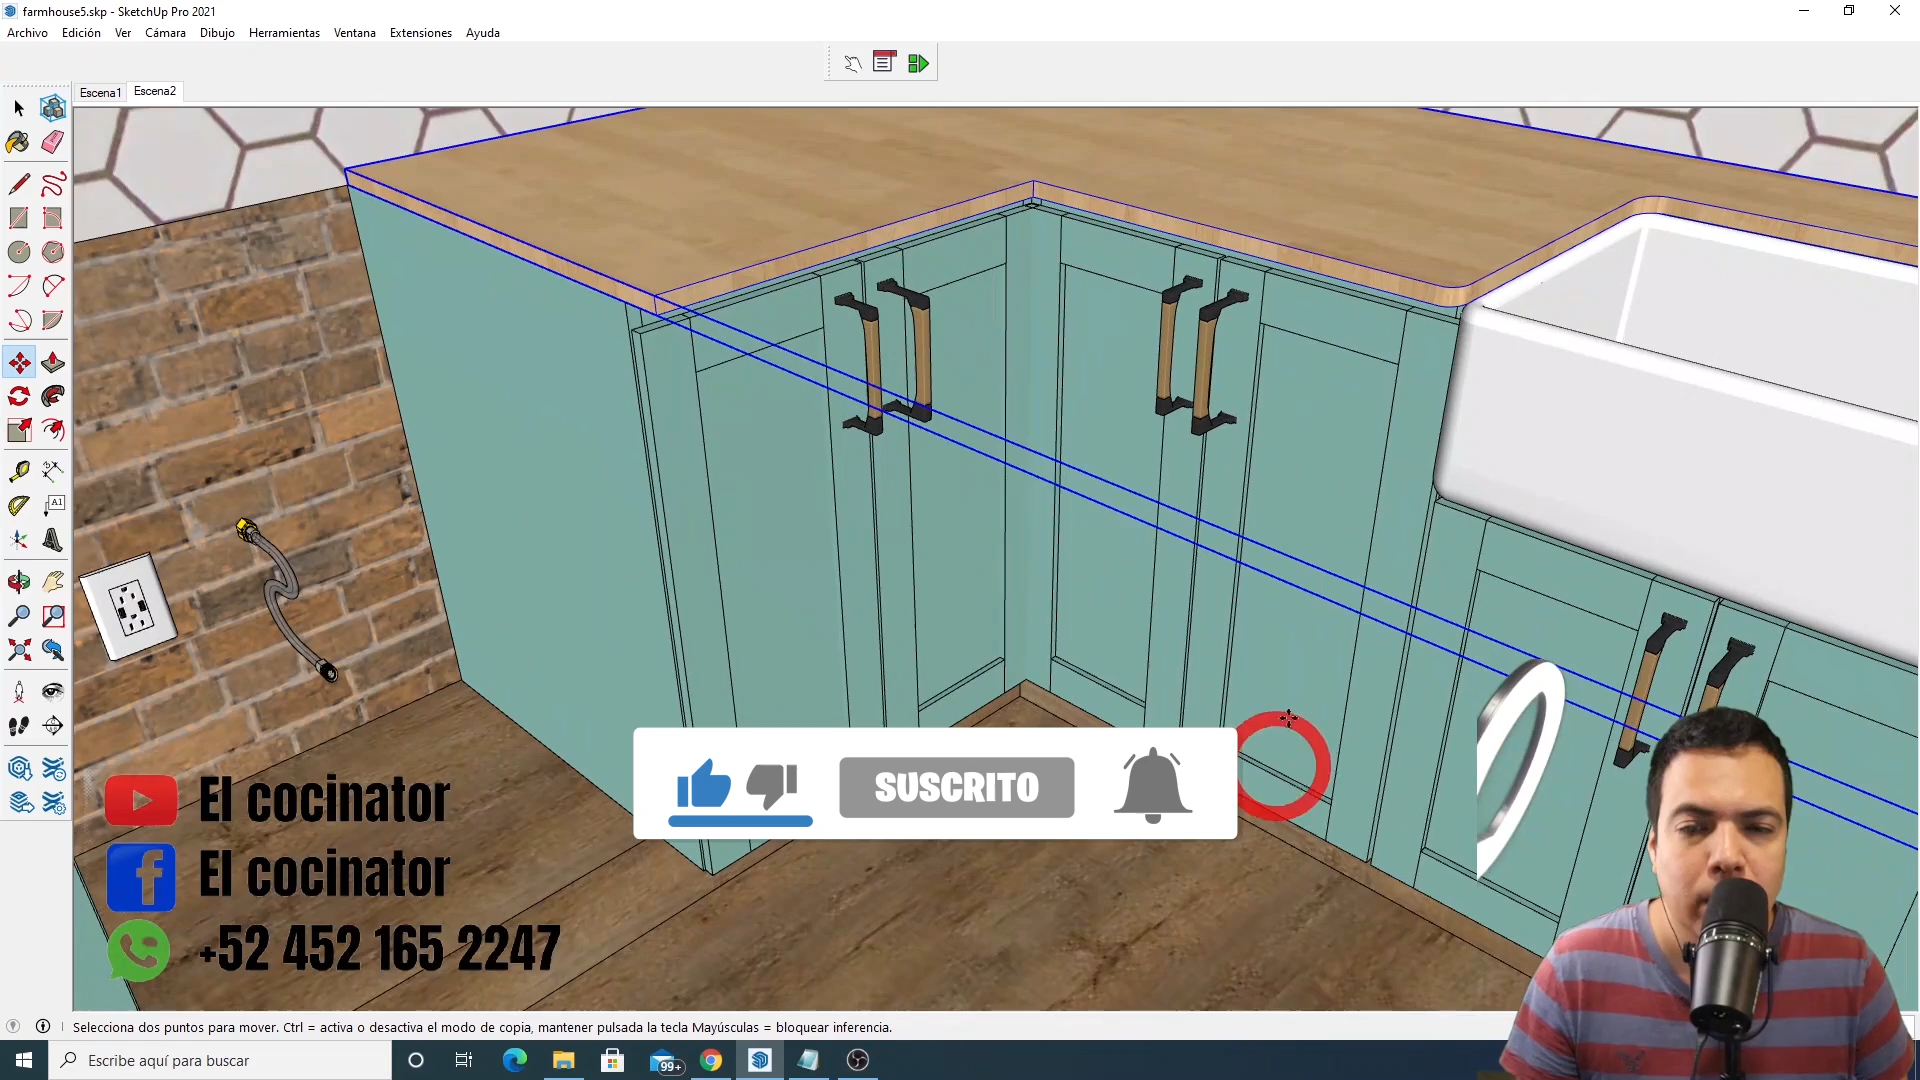 farmhouse5.skp - SketchUp Pro 2021
Archivo Edición Ver Cámara Dibujo Herramientas Ventana Extensiones Ayuda
Escena1 Escena2
A1
SUSCRITO
El cocinator
El cocinator
+52 452 165 2247
Selecciona dos puntos para mover. Ctrl = activa o desactiva el modo de copia, mantener pulsada la tecla Mayúsculas = bloquear inferencia.
Escribe aquí para buscar
99+